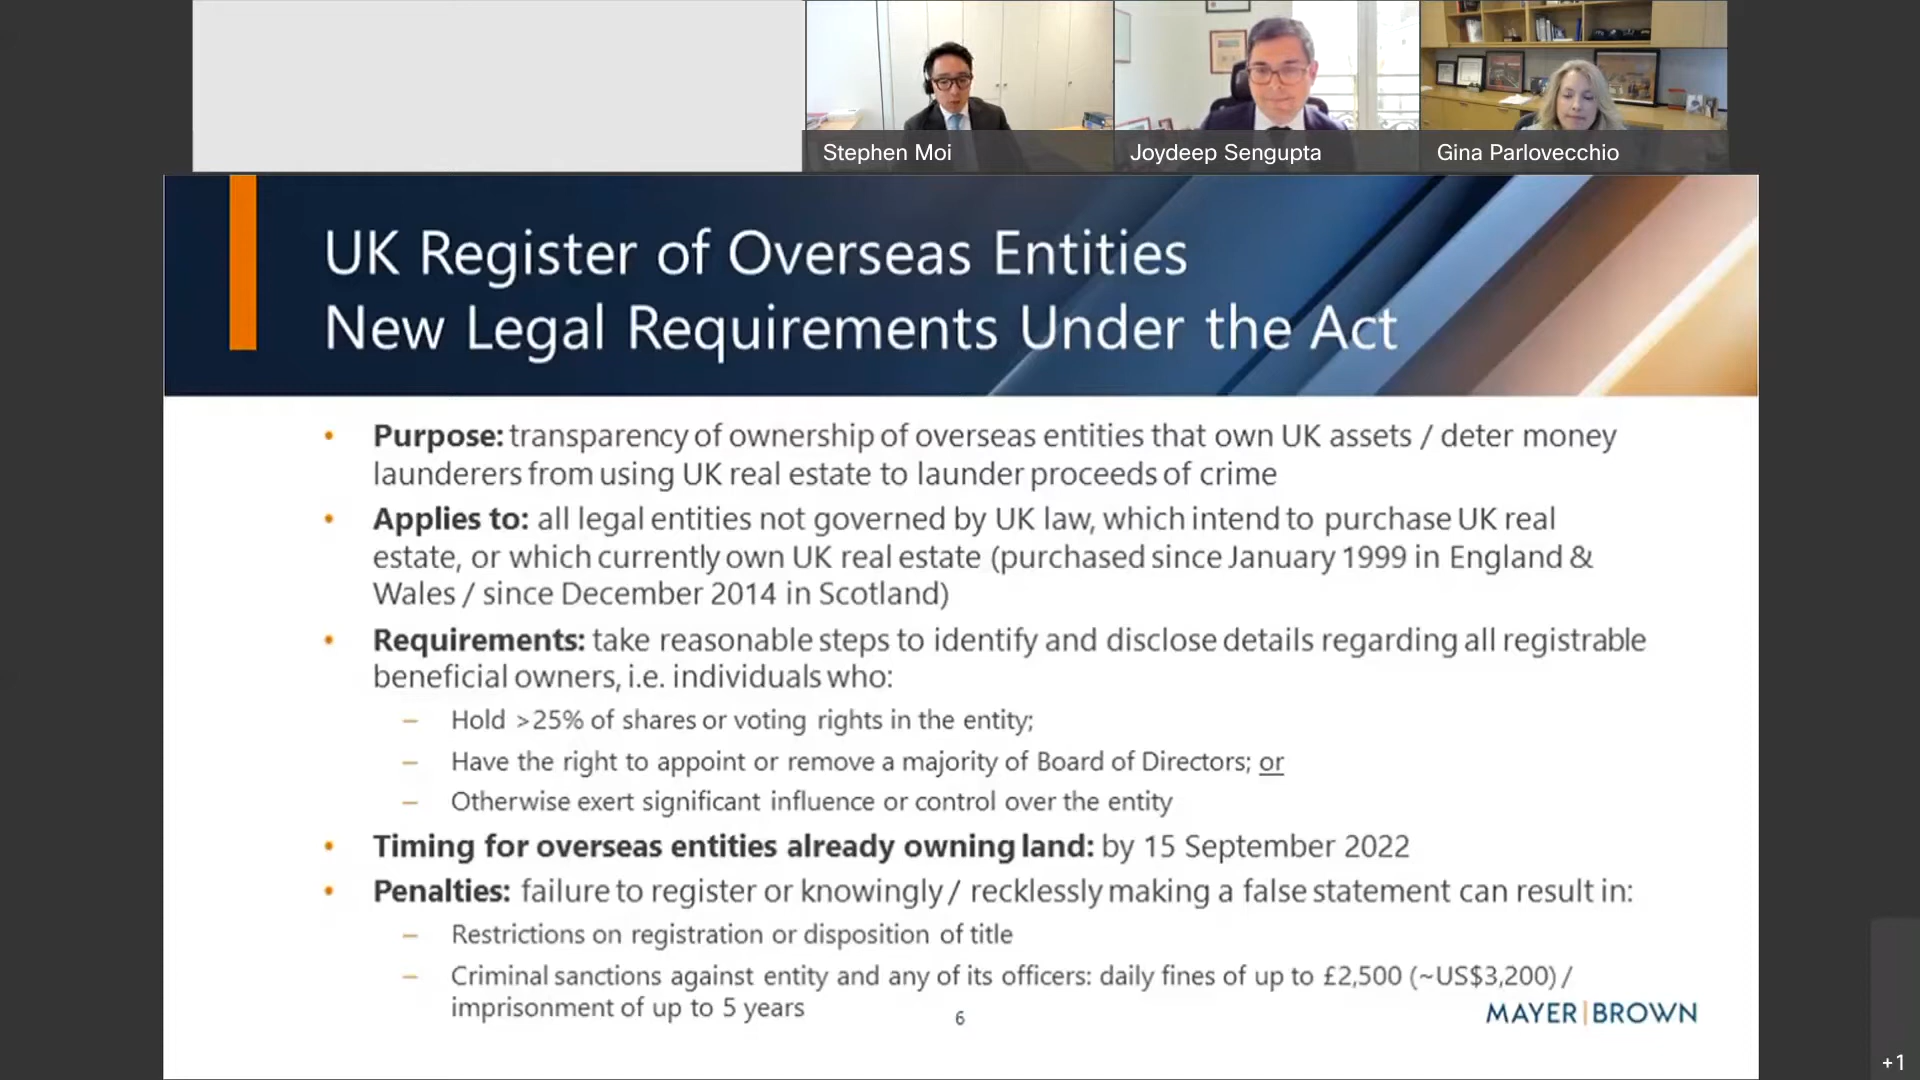 Stephen Moi
Joydeep Sengupta
Gina Parlovecchio
UK Register of Overseas Entities
New Legal Requirements Under the Act
• Purpose: transparency of ownership of overseas entities that own UK assets / deter money
launderers from using UK real estate to launder proceeds of crime
• Applies to: all legal entities not governed by UK law, which intend to purchase UK real
estate, or which currently own UK real estate (purchased since January 1999 in England &
Wales / since December 2014 in Scotland)
• Requirements: take reasonable steps to identify and disclose details regarding all registrable
beneficial owners, i.e. individuals who:
– Hold >25% of shares or voting rights in the entity;
– Have the right to appoint or remove a majority of Board of Directors; or
– Otherwise exert significant influence or control over the entity
• Timing for overseas entities already owning land: by 15 September 2022
• Penalties: failure to register or knowingly / recklessly making a false statement can result in:
– Restrictions on registration or disposition of title
– Criminal sanctions against entity and any of its officers: daily fines of up to £2,500 (~US$3,200) /
imprisonment of up to 5 years
6
MAYER|BROWN
+1